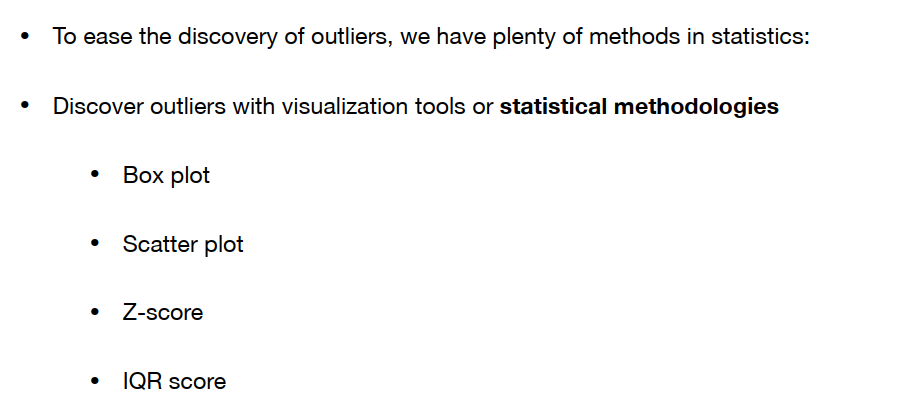 • To ease the discovery of outliers, we have plenty of methods in statistics:
• Discover outliers with visualization tools or statistical methodologies
• Box plot
• Scatter plot
• Z-score
• IQR score